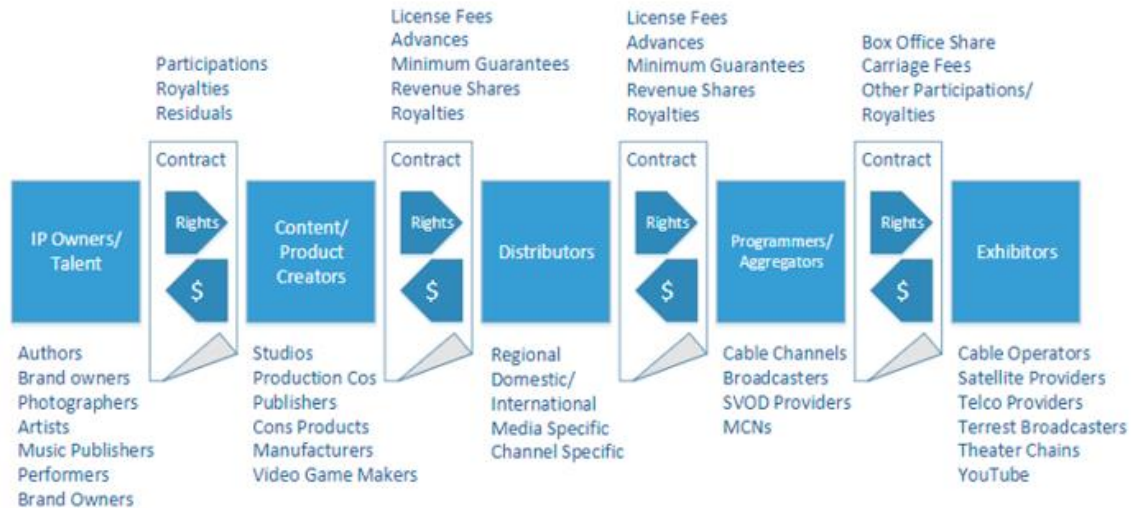 Participations
Royalties
Residuals
License Fees
Advances
Minimum Guarantees
Revenue Shares
Royalties
License Fees
Advances
Minimum Guarantees
Revenue Shares
Royalties
Box Office Share
Carriage Fees
Other Participations/
Royalties
IP Owners/
Talent
Contract
Rights
$
Content/
Product
Creators
Contract
Rights
$
Distributors
Contract
Rights
$
Programmers/
Aggregators
Contract
Rights
$
Exhibitors
Authors
Brand owners
Photographers
Artists
Music Publishers
Performers
Brand Owners
Studios
Production Cos
Publishers
Cons Products
Manufacturers
Video Game Makers
Regional
Domestic/
International
Media Specific
Channel Specific
Cable Channels
Broadcasters
SVOD Providers
MCNs
Cable Operators
Satellite Providers
Telco Providers
Terrest Broadcasters
Theater Chains
YouTube